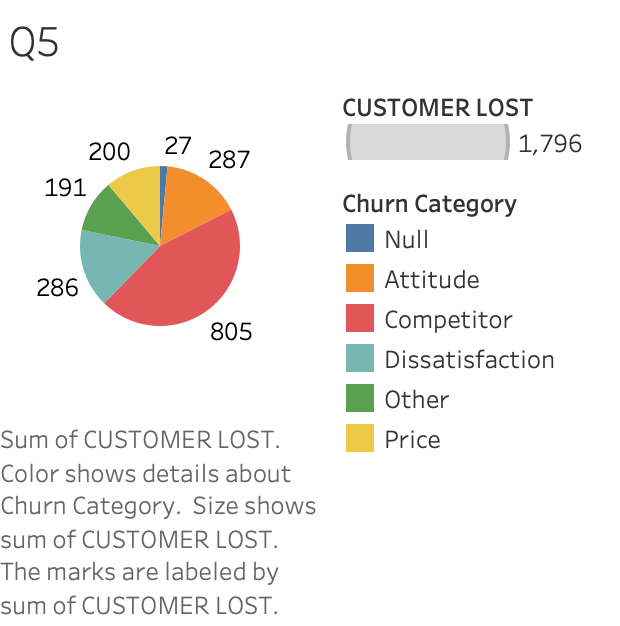 Q5
CUSTOMER LOST
1,796
200
27
287
191
286
805
Churn Category
Null
Attitude
Competitor
Dissatisfaction
Other
Price
Sum of CUSTOMER LOST.
Color shows details about
Churn Category.  Size shows
sum of CUSTOMER LOST.
The marks are labeled by
sum of CUSTOMER LOST.